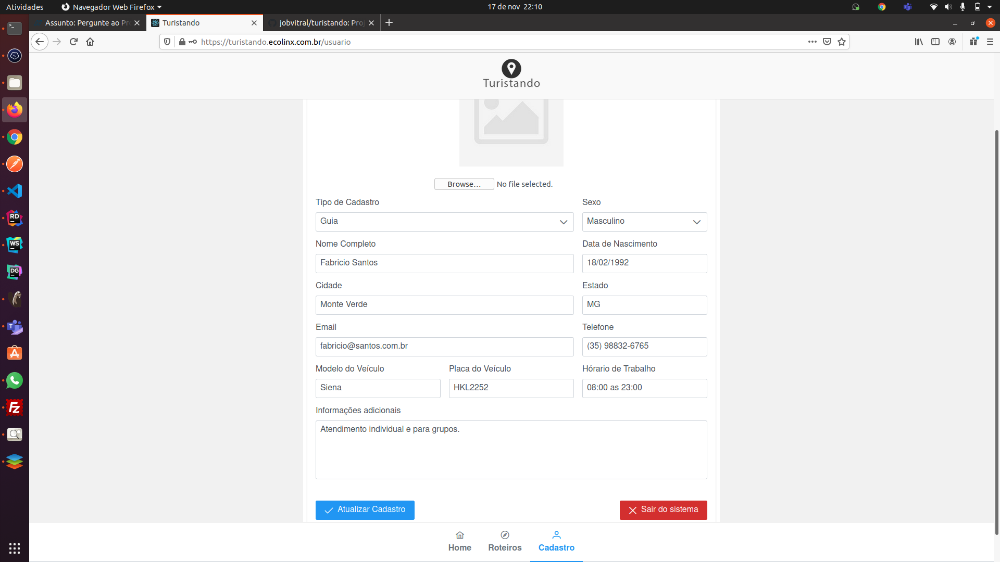 Atividades
Navegador Web Firefox
17 de nov 22:10
Assunto: Pergunte ao Pr
Turistando
jobvitral/turistando: Pro
https://turistando.ecolinx.com.br/usuario
Turistando
Browse... No file selected.
Tipo de Cadastro
Sexo
Guia
Masculino
Nome Completo
Data de Nascimento
Fabricio Santos
18/02/1992
Cidade
Estado
Monte Verde
MG
Email
Telefone
fabricio@santos.com.br
(35) 98832-6765
Modelo do Veículo
Placa do Veículo
Hórario de Trabalho
Siena
HKL2252
08:00 as 23:00
Informações adicionais
Atendimento individual e para grupos.
Atualizar Cadastro
Sair do sistema
Home
Roteiros
Cadastro
RD
WS
DG
T
Fz